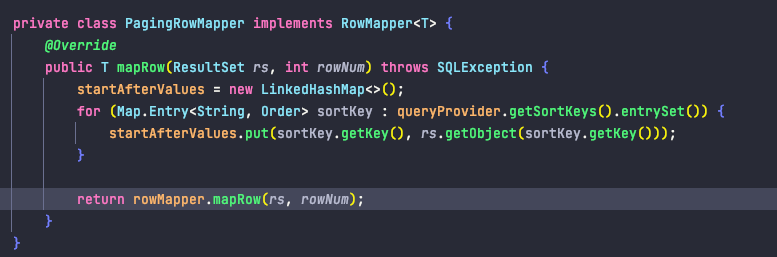 private class PagingRowMapper implements RowMapper<T> {
    @Override
    public T mapRow(ResultSet rs, int rowNum) throws SQLException {
        startAfterValues = new LinkedHashMap<>();
        for (Map.Entry<String, Order> sortKey : queryProvider.getSortKeys().entrySet()) {
            startAfterValues.put(sortKey.getKey(), rs.getObject(sortKey.getKey()));
        }
        return rowMapper.mapRow(rs, rowNum);
    }
}